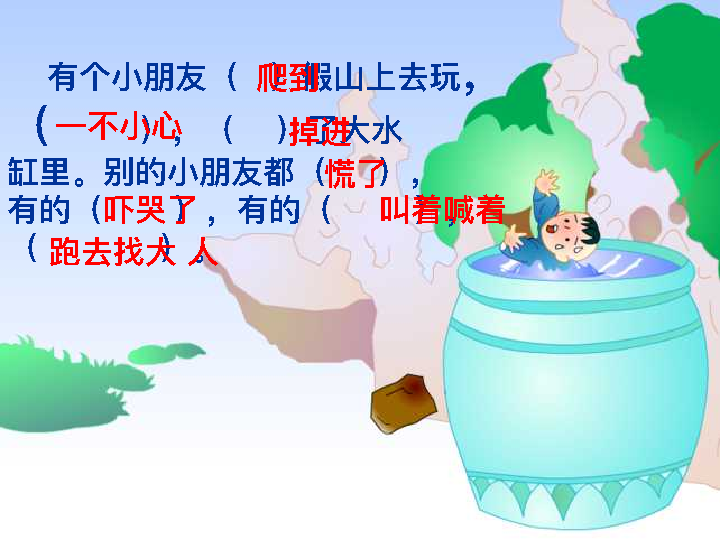 有个小朋友（爬到）假山上去玩，
（一不小心），（掉进）了大水
缸里。别的小朋友都（慌了），
有的（吓哭了），有的（叫着喊着
（跑去找大人）。